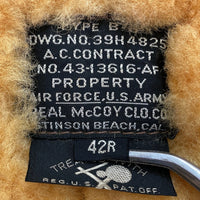 TYPE B
DWG.NO.39H4825
A.C.CONTRACT
NO.43-13616-AF
PROPERTY
AIR FORCE,U.S.ARMY
REAL McCOY CLO.CO
STINSON BEACH,CAL.
42R
REG.U.S. PAT.OFF.